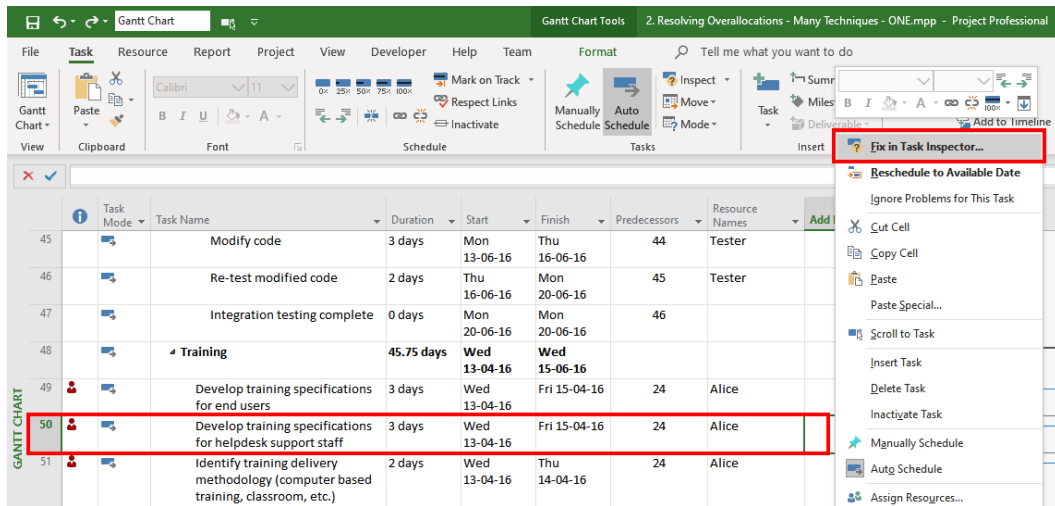 Gantt Chart
Gantt Chart Tools
2. Resolving Overallocations - Many Techniques - ONE.mpp - Project Professional
File Task Resource Report Project View Developer Help Team Format Tell me what you want to do
Gantt
Chart
View
Paste
Clipboard
Calibri 11
B I U A
Font
0% 25% 50% 75% 100%
Mark on Track
Respect Links
Inactivate
Schedule
Manually
Schedule
Auto
Schedule
Inspect
Move
Mode
Tasks
Task
Summ
Miles
Deliverable
Insert
Add to Timeline
B I A 100%
Task
Mode
Task Name
Duration
Start
Finish
Predecessors
Resource
Names
Add
45 Modify code 3 days Mon Thu 44 Tester
13-06-16 16-06-16
46 Re-test modified code 2 days Thu Mon 45 Tester
16-06-16 20-06-16
47 Integration testing complete 0 days Mon Mon 46
20-06-16 20-06-16
48 Training 45.75 days Wed Wed
13-04-16 15-06-16
49 Develop training specifications 3 days Wed Fri 15-04-16 24 Alice
for end users 13-04-16
50 Develop training specifications 3 days Wed Fri 15-04-16 24 Alice
for helpdesk support staff 13-04-16
51 Identify training delivery 2 days Wed Thu 24 Alice
methodology (computer based 13-04-16 14-04-16
training, classroom, etc.)
GANTT CHART
Fix in Task Inspector...
Reschedule to Available Date
Ignore Problems for This Task
Cut Cell
Copy Cell
Paste
Paste Special...
Scroll to Task
Insert Task
Delete Task
Inactivate Task
Manually Schedule
Auto Schedule
Assign Resources...